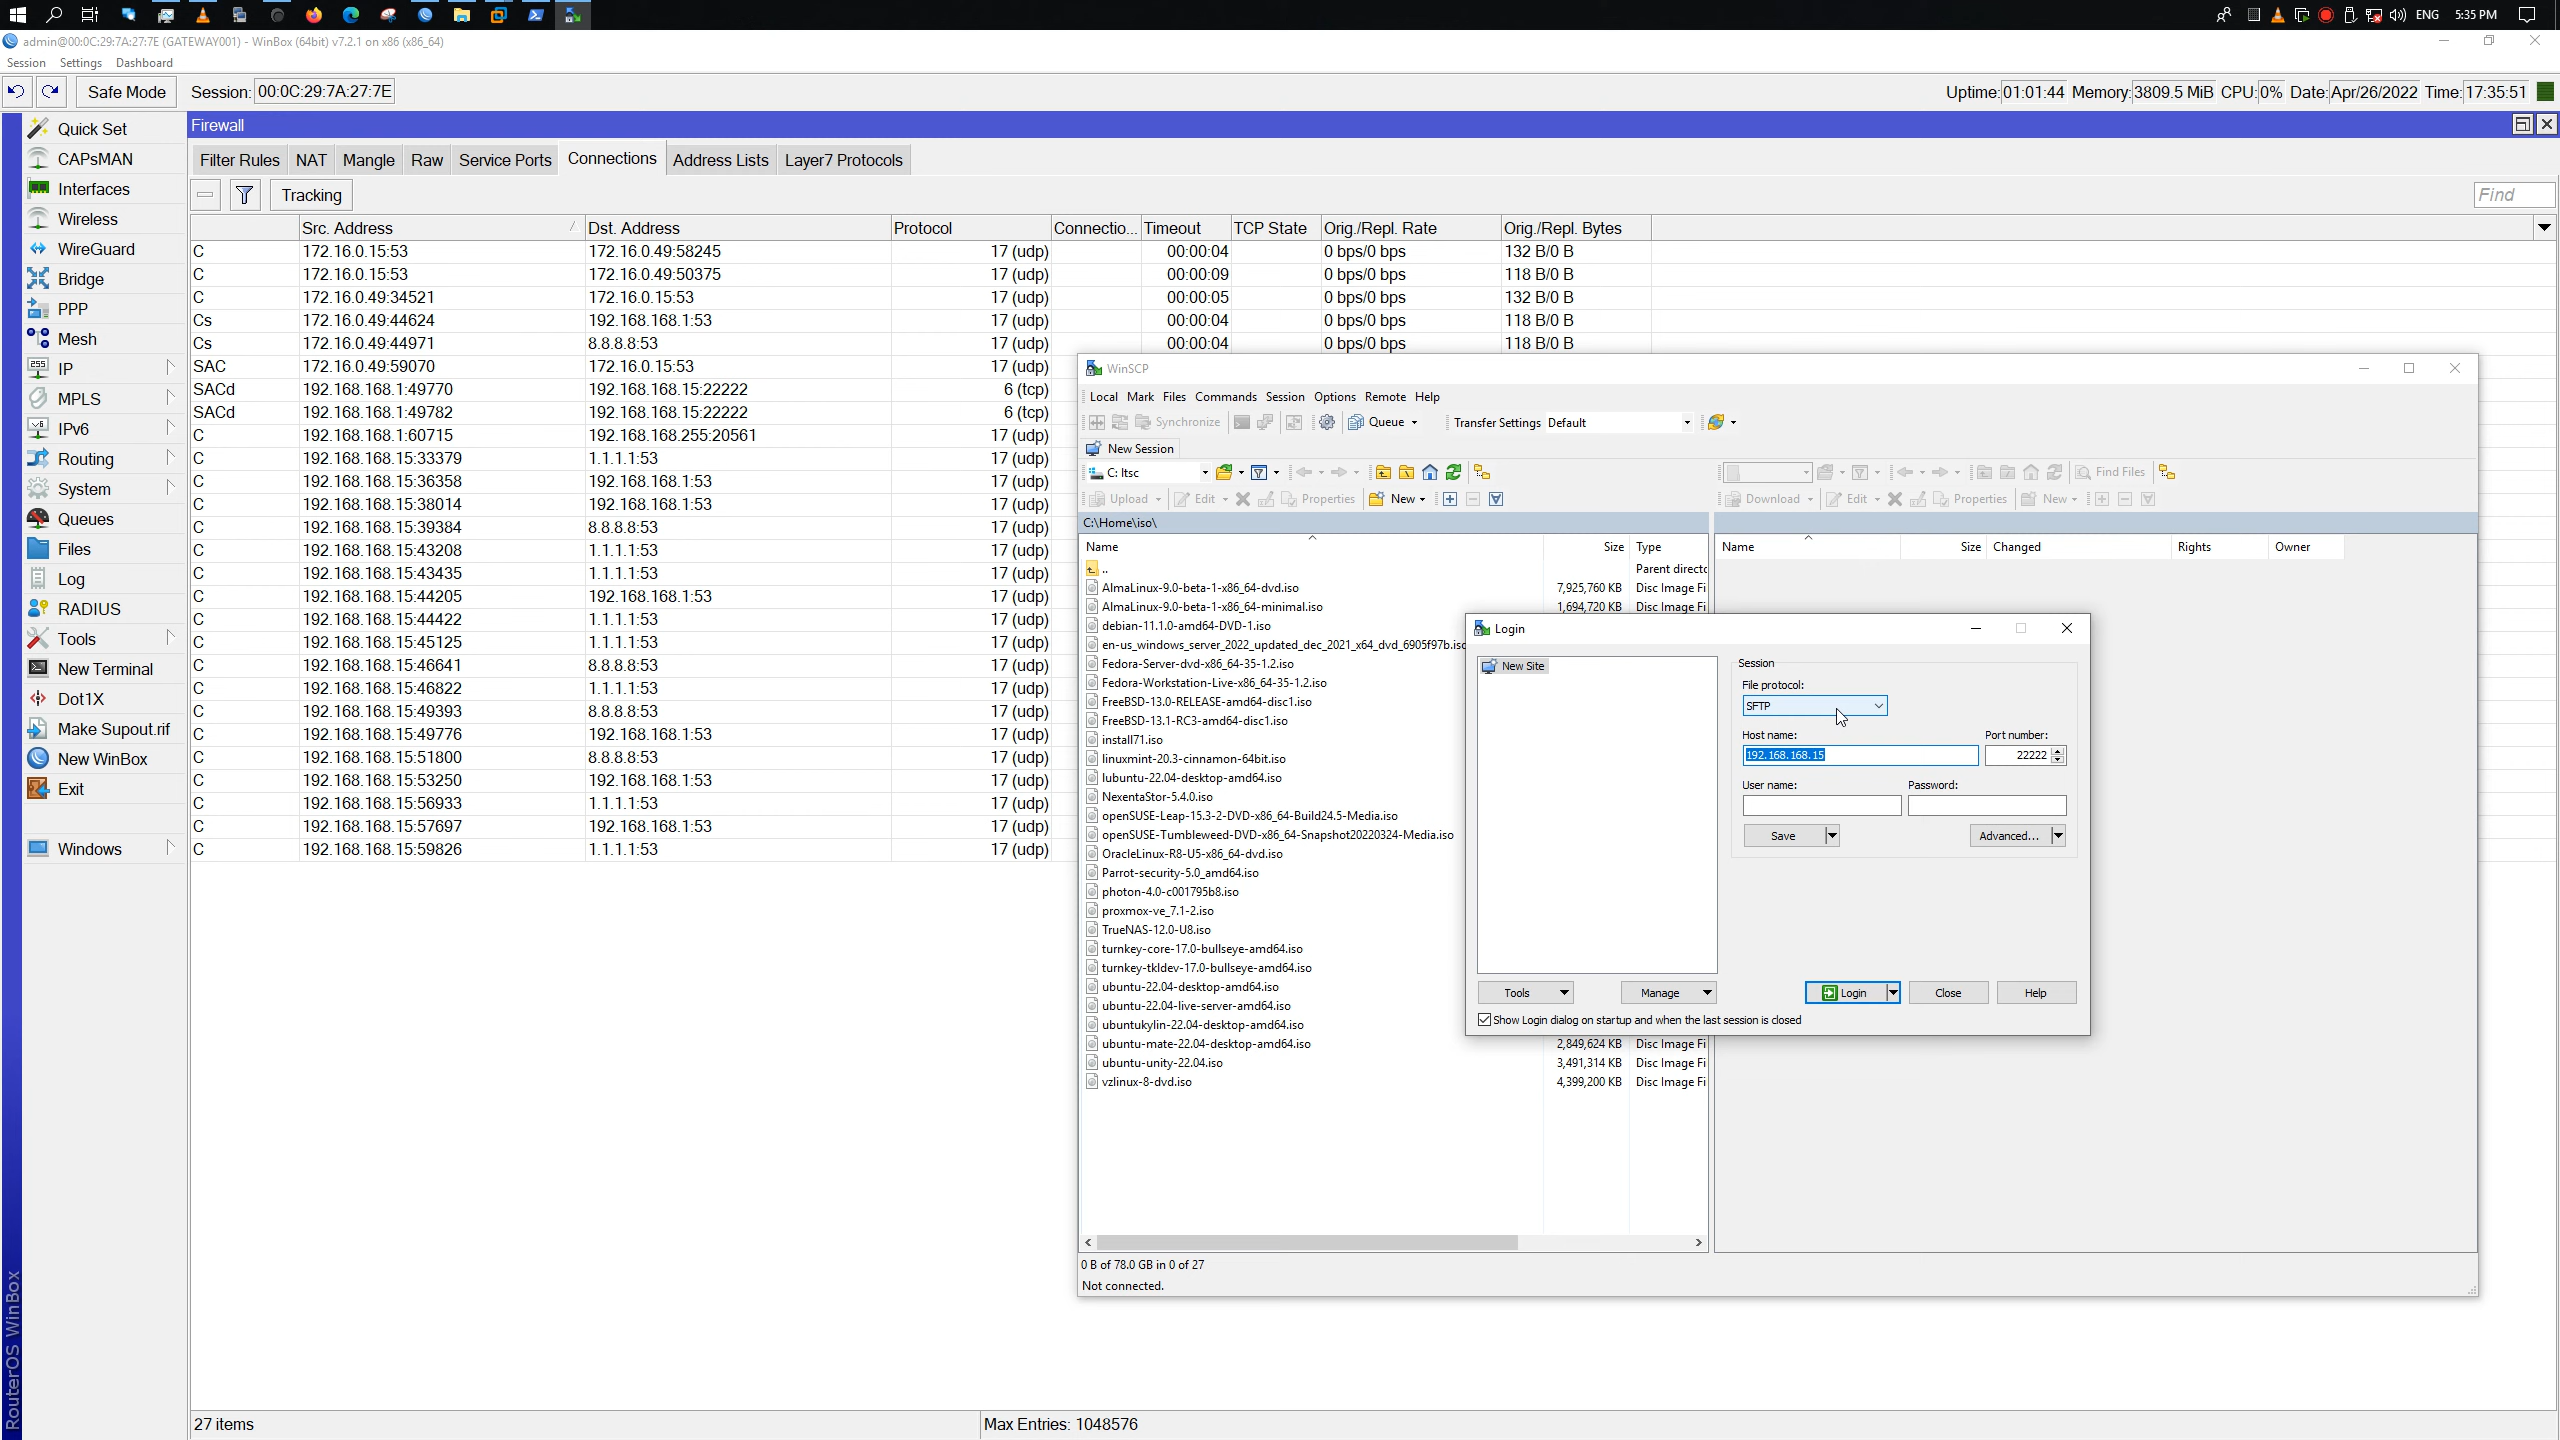 ENG 5:35 PM
admin@00:0C:29:7A:27:7E (GATEWAY001) - WinBox (64bit) v7.2.1 on x86 (x86_64)
Session Settings Dashboard
Safe Mode Session: 00:0C:29:7A:27:7E Uptime: 01:01:44 Memory: 3809.5 MiB CPU: 0% Date: Apr/26/2022 Time: 17:35:51
Quick Set
CAPsMAN
Interfaces
Wireless
WireGuard
Bridge
PPP
Mesh
IP
MPLS
IPv6
Routing
System
Queues
Files
Log
RADIUS
Tools
New Terminal
Dot1X
Make Supout.rif
New WinBox
Exit
Windows
RouterOS WinBox
Firewall
Filter Rules NAT Mangle Raw Service Ports Connections Address Lists Layer7 Protocols
Tracking Find
Src. Address Dst. Address Protocol Connectio... Timeout TCP State Orig./Repl. Rate Orig./Repl. Bytes
C 172.16.0.15:53 172.16.0.49:58245 17 (udp) 00:00:04 0 bps/0 bps 132 B/0 B
C 172.16.0.15:53 172.16.0.49:50375 17 (udp) 00:00:09 0 bps/0 bps 118 B/0 B
C 172.16.0.49:34521 172.16.0.15:53 17 (udp) 00:00:05 0 bps/0 bps 132 B/0 B
Cs 172.16.0.49:44624 192.168.168.1:53 17 (udp) 00:00:04 0 bps/0 bps 118 B/0 B
Cs 172.16.0.49:44971 8.8.8.8:53 17 (udp) 00:00:04 0 bps/0 bps 118 B/0 B
SAC 172.16.0.49:59070 172.16.0.15:53 17 (udp)
SACd 192.168.168.1:49770 192.168.168.15:22222 6 (tcp)
SACd 192.168.168.1:49782 192.168.168.15:22222 6 (tcp)
C 192.168.168.1:60715 192.168.168.255:20561 17 (udp)
C 192.168.168.15:33379 1.1.1.1:53 17 (udp)
C 192.168.168.15:36358 192.168.168.1:53 17 (udp)
C 192.168.168.15:38014 192.168.168.1:53 17 (udp)
C 192.168.168.15:39384 8.8.8.8:53 17 (udp)
C 192.168.168.15:43208 1.1.1.1:53 17 (udp)
C 192.168.168.15:43435 1.1.1.1:53 17 (udp)
C 192.168.168.15:44205 192.168.168.1:53 17 (udp)
C 192.168.168.15:44422 1.1.1.1:53 17 (udp)
C 192.168.168.15:45125 1.1.1.1:53 17 (udp)
C 192.168.168.15:46641 8.8.8.8:53 17 (udp)
C 192.168.168.15:46822 1.1.1.1:53 17 (udp)
C 192.168.168.15:49393 8.8.8.8:53 17 (udp)
C 192.168.168.15:49776 192.168.168.1:53 17 (udp)
C 192.168.168.15:51800 8.8.8.8:53 17 (udp)
C 192.168.168.15:53250 192.168.168.1:53 17 (udp)
C 192.168.168.15:56933 1.1.1.1:53 17 (udp)
C 192.168.168.15:57697 192.168.168.1:53 17 (udp)
C 192.168.168.15:59826 1.1.1.1:53 17 (udp)
27 items Max Entries: 1048576
WinSCP
Local Mark Files Commands Session Options Remote Help
Synchronize Queue Transfer Settings Default
New Session
C: ltsc Find Files
Upload Edit Properties New Download Edit Properties New
C:\Home\iso\
Name Size Type Name Size Changed Rights Owner
.. Parent directo
AlmaLinux-9.0-beta-1-x86_64-dvd.iso 7,925,760 KB Disc Image Fi
AlmaLinux-9.0-beta-1-x86_64-minimal.iso 1,694,720 KB Disc Image Fi
debian-11.1.0-amd64-DVD-1.iso
en-us_windows_server_2022_updated_dec_2021_x64_dvd_6905f97b.iso
Fedora-Server-dvd-x86_64-35-1.2.iso
Fedora-Workstation-Live-x86_64-35-1.2.iso
FreeBSD-13.0-RELEASE-amd64-disc1.iso
FreeBSD-13.1-RC3-amd64-disc1.iso
install71.iso
linuxmint-20.3-cinnamon-64bit.iso
lubuntu-22.04-desktop-amd64.iso
NexentaStor-5.4.0.iso
openSUSE-Leap-15.3-2-DVD-x86_64-Build24.5-Media.iso
openSUSE-Tumbleweed-DVD-x86_64-Snapshot20220324-Media.iso
OracleLinux-R8-U5-x86_64-dvd.iso
Parrot-security-5.0_amd64.iso
photon-4.0-c001795b8.iso
proxmox-ve_7.1-2.iso
TrueNAS-12.0-U8.iso
turnkey-core-17.0-bullseye-amd64.iso
turnkey-tkldev-17.0-bullseye-amd64.iso
ubuntu-22.04-desktop-amd64.iso
ubuntu-22.04-live-server-amd64.iso
ubuntukylin-22.04-desktop-amd64.iso
ubuntu-mate-22.04-desktop-amd64.iso 2,849,624 KB Disc Image Fi
ubuntu-unity-22.04.iso 3,491,314 KB Disc Image Fi
vzlinux-8-dvd.iso 4,399,200 KB Disc Image Fi
0 B of 78.0 GB in 0 of 27
Not connected.
Login
New Site
Session
File protocol:
SFTP
Host name: Port number:
192.168.168.15 22222
User name: Password:
Save Advanced...
Tools Manage Login Close Help
Show Login dialog on startup and when the last session is closed